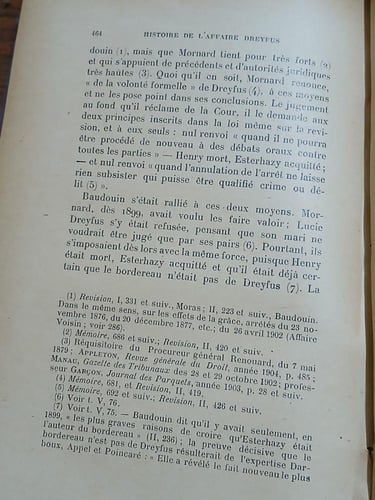 464 HISTOIRE DE L'AFFAIRE DREYFUS
douin (1), mais que Mornard tient pour très forts (2)
et qui s'appuient de précédents et d'autorités juridiques
très hautes (3). Quoi qu'il en soit, Mornard renonce,
« de la volonté formelle » de Dreyfus (4), à ces moyens
et ne les pose point dans ses conclusions. Le jugement
au fond qu'il réclame de la Cour, il le demande aux
deux principes inscrits dans la loi même sur la revi-
sion, et à eux seuls : nul renvoi « quand il ne pourra
être procédé de nouveau à des débats oraux contre
toutes les parties » — Henry mort, Esterhazy acquitté ;
— et nul renvoi « quand l'annulation de l'arrêt ne laisse
rien subsister qui puisse être qualifié crime ou dé-
lit (5) ».
Baudouin s'était rallié à ces deux moyens. Mor-
nard, dès 1899, avait voulu les faire valoir ; Lucie
Dreyfus s'y était refusée, pensant que son mari ne
voudrait être jugé que par ses pairs (6). Pourtant, ils
s'imposaient dès lors avec la même force, puisque Henry
était mort, Esterhazy acquitté et qu'il était déjà cer-
tain que le bordereau n'était pas de Dreyfus (7). La
(1) Revision, I, 331 et suiv., Moras ; II, 223 et suiv., Baudouin.
Dans le même sens, sur les effets de la grâce, arrêtés du 23 no-
vembre 1876, du 20 décembre 1877, etc.; du 26 avril 1902 (Affaire
Voisin ; voir 286).
(2) Mémoire, 686 et suiv.; Revision, II, 420 et suiv.
(3) Réquisitoire du Procureur général Renouard, du 7 mai
1879 ; APPLETON, Revue générale du Droit, année 1904, p. 485 ;
MANAU, Gazette des Tribunaux des 28 et 29 octobre 1902 ; profes-
seur GARÇON, Journal des Parquets, année 1903, p. 28 et suiv.
(4) Mémoire, 681, et Revision, II, 419.
(5) Mémoire, 692 et suiv.; Revision, II, 426 et suiv.
(6) Voir t. V, 76.
(7) Voir t. V, 75. — Baudouin dit qu'il y avait seulement, en
1899, « les plus graves raisons de croire qu'Esterhazy était
l'auteur du bordereau » (II, 236) ; la preuve décisive que le
bordereau n'est pas de Dreyfus résulterait de l'expertise Dar-
boux, Appel et Poincaré : « Elle a révélé le fait nouveau le plus